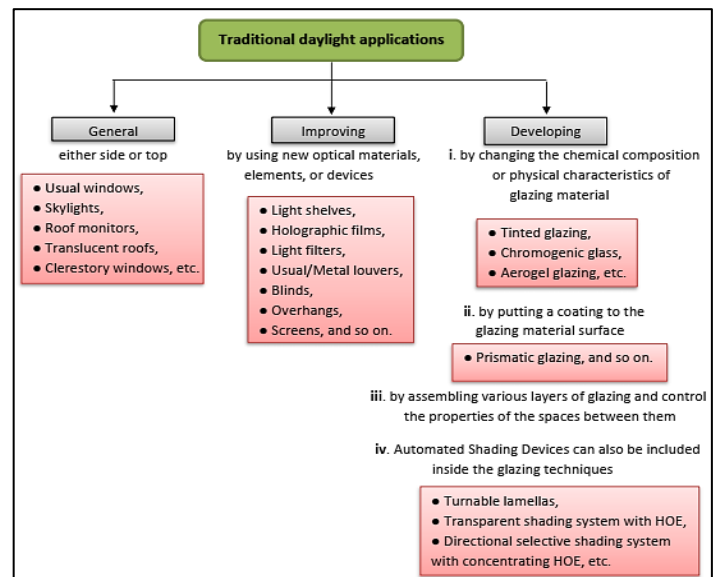 Traditional daylight applications
General
either side or top
● Usual windows,
● Skylights,
● Roof monitors,
● Translucent roofs,
● Clerestory windows, etc.
Improving
by using new optical materials,
elements, or devices
● Light shelves,
● Holographic films,
● Light filters,
● Usual/Metal louvers,
● Blinds,
● Overhangs,
● Screens, and so on.
Developing
i. by changing the chemical composition
or physical characteristics of
glazing material
● Tinted glazing,
● Chromogenic glass,
● Aerogel glazing, etc.
ii. by putting a coating to the
glazing material surface
● Prismatic glazing, and so on.
iii. by assembling various layers of glazing and control
the properties of the spaces between them
iv. Automated Shading Devices can also be included
inside the glazing techniques
● Turnable lamellas,
● Transparent shading system with HOE,
● Directional selective shading system
with concentrating HOE, etc.